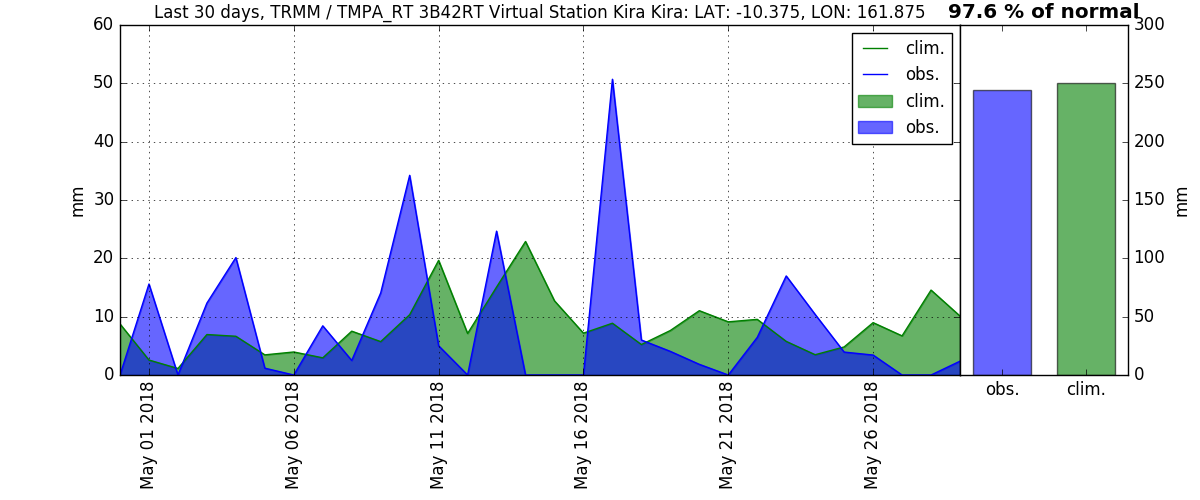 Last 30 days, TRMM / TMPA_RT 3B42RT Virtual Station Kira Kira: LAT: -10.375, LON: 161.875
97.6 % of normal
60
50
40
30
20
10
0
mm
clim.
obs.
clim.
obs.
300
250
200
150
100
50
0
mm
May 01 2018
May 06 2018
May 11 2018
May 16 2018
May 21 2018
May 26 2018
obs.
clim.